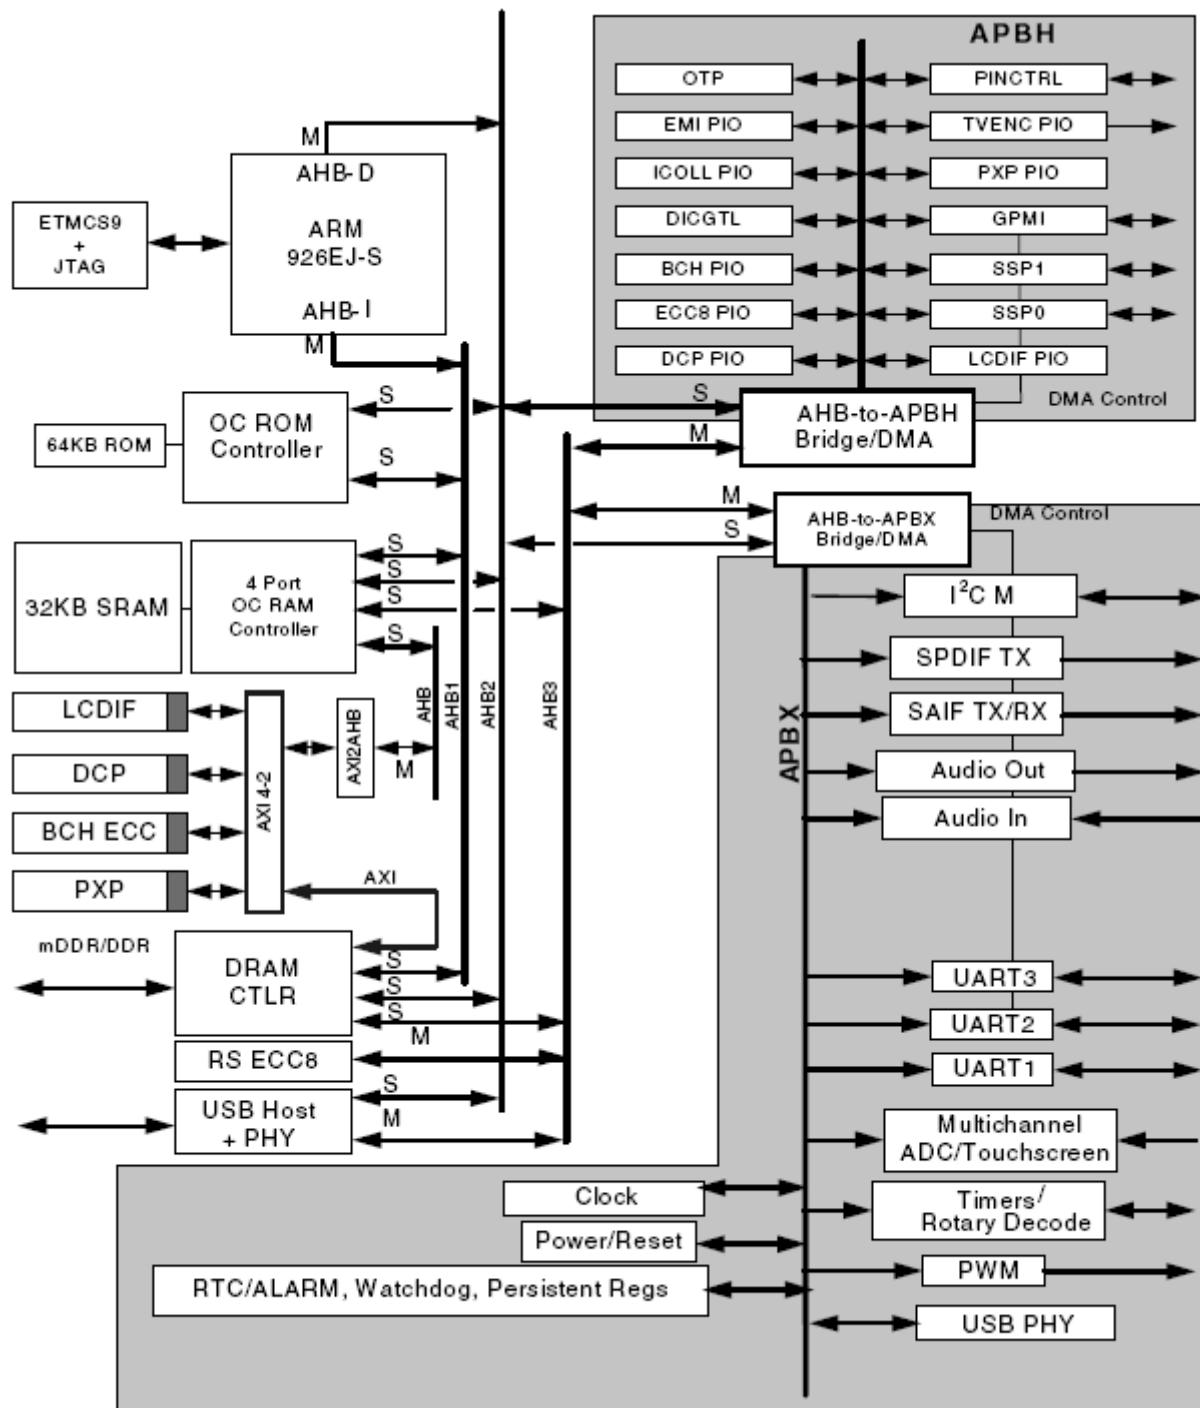 APBH
OTP
PINCTRL
EMI PIO
TVENC PIO
ICOLL PIO
PXP PIO
DICGTL
GPMI
BCH PIO
SSP1
ECC8 PIO
SSP0
DCP PIO
LCDIF PIO
DMA Control
S
M
AHB-to-APBH
Bridge/DMA
M
AHB-D
ARM
926EJ-S
AHB-I
M
ETMCS9
+
JTAG
S
OC ROM
Controller
S
64KB ROM
M
S
AHB-to-APBX
Bridge/DMA
DMA Control
32KB SRAM
4 Port
OC RAM
Controller
S
S
S
S
LCDIF
DCP
BCH ECC
PXP
AXI 4-2
AXI2AHB
M
AHB
AHB1
AHB2
AHB3
AXI
mDDR/DDR
DRAM
CTLR
S
S
S
M
RS ECC8
USB Host
+ PHY
S
M
APBX
I2C M
SPDIF TX
SAIF TX/RX
Audio Out
Audio In
UART3
UART2
UART1
Multichannel
ADC/Touchscreen
Timers/
Rotary Decode
PWM
USB PHY
Clock
Power/Reset
RTC/ALARM, Watchdog, Persistent Regs